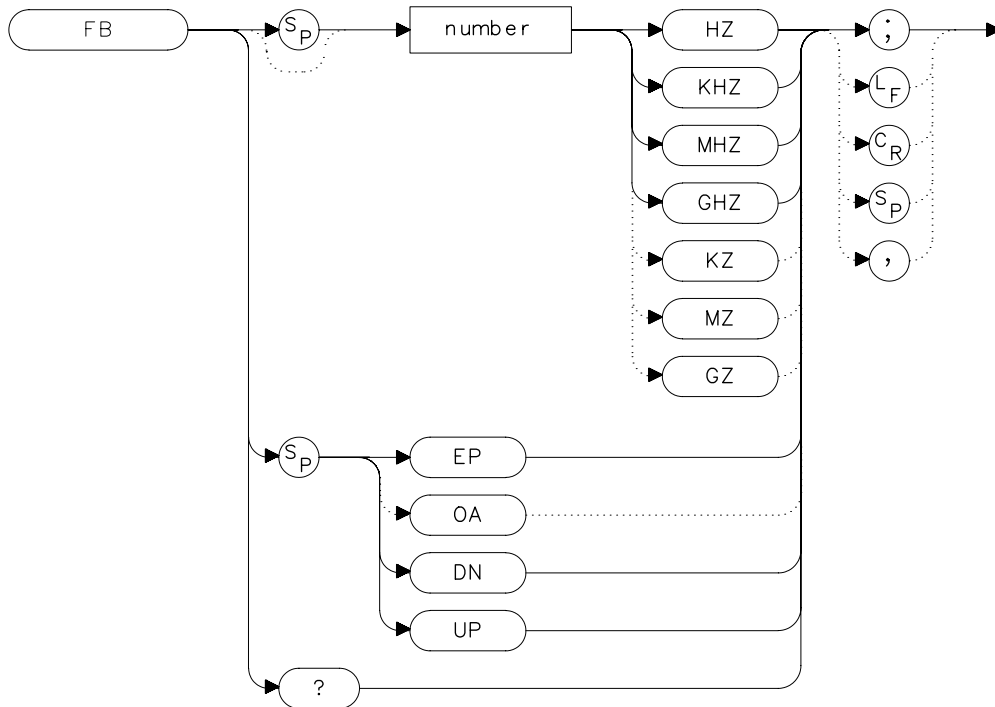 FB
SP
number
HZ
;
KHZ
LF
MHZ
CR
GHZ
SP
KZ
,
MZ
GZ
SP
EP
OA
DN
UP
?